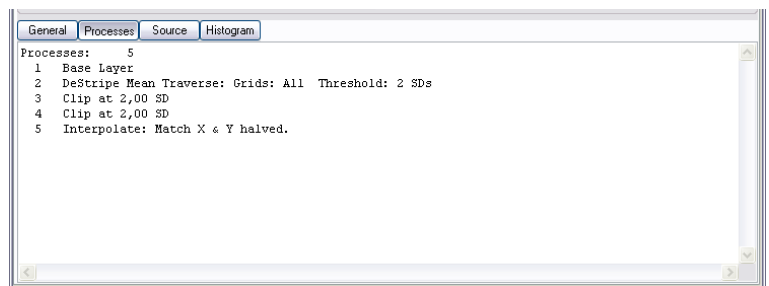 General Processes Source Histogram
Processes: 5
1 Base Layer
2 DeStripe Mean Traverse: Grids: All Threshold: 2 SDs
3 Clip at 2,00 SD
4 Clip at 2,00 SD
5 Interpolate: Match X & Y halved.